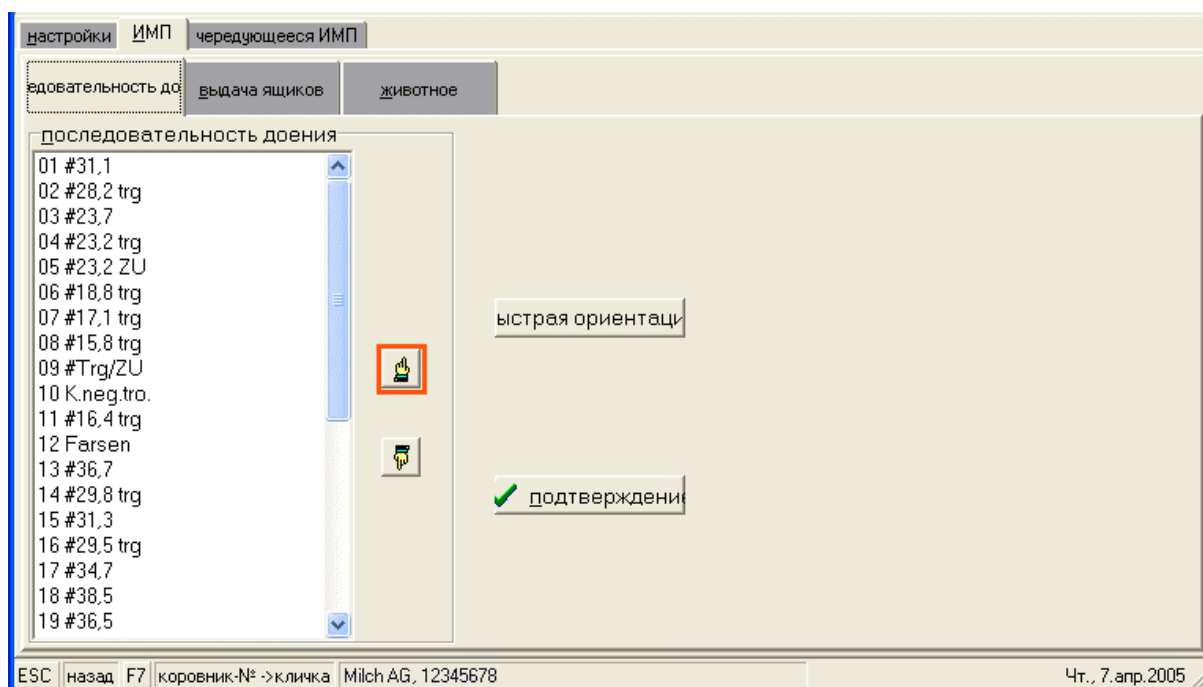 настройки ИМП чередующееся ИМП
едовательность до выдача ящиков животное
последовательность доения
01 #31,1
02 #28,2 trg
03 #23,7
04 #23,2 trg
05 #23,2 ZU
06 #18,8 trg
07 #17,1 trg
08 #15,8 trg
09 #Trg/ZU
10 K.neg.tro.
11 #16,4 trg
12 Farsen
13 #36,7
14 #29,8 trg
15 #31,3
16 #29,5 trg
17 #34,7
18 #38,5
19 #36,5
ыстрая ориентаци
подтверждени
ESC назад F7 коровник-№ ->кличка Milch AG, 12345678 Чт., 7.апр.2005